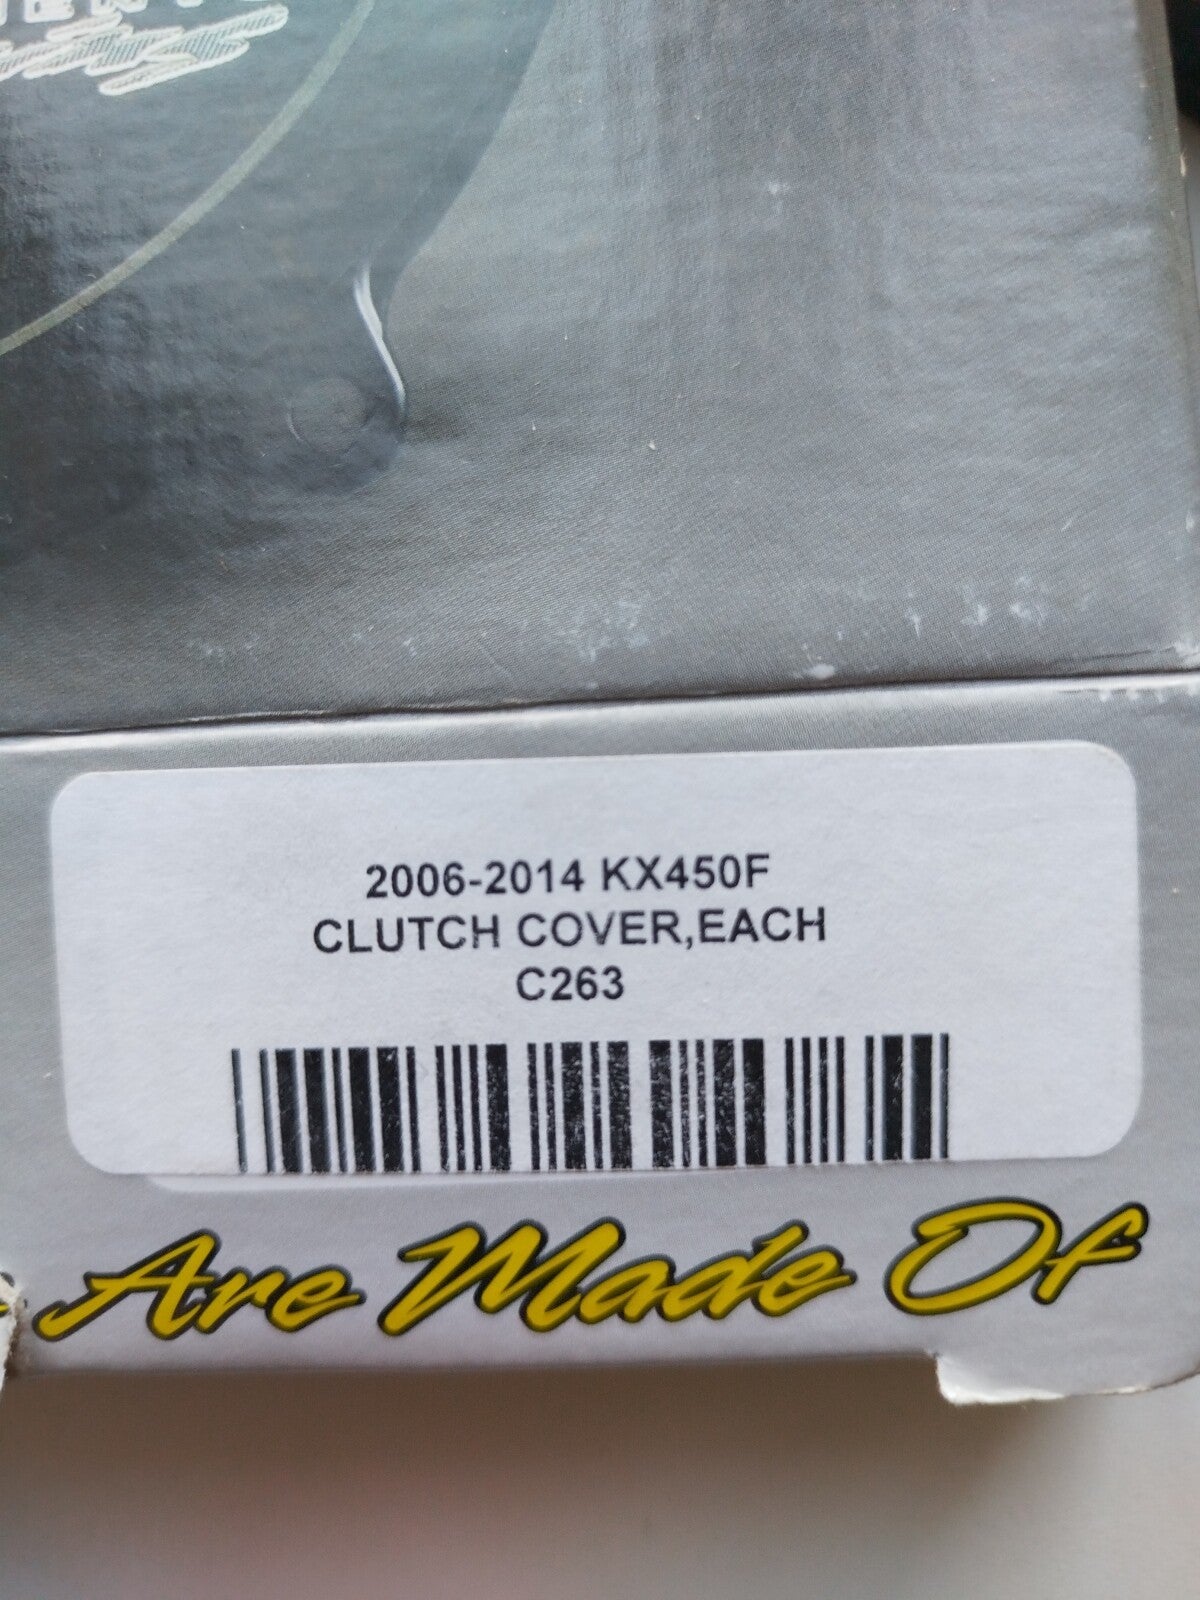 2006-2014 KX450F
CLUTCH COVER,EACH
C263
Are Made Of